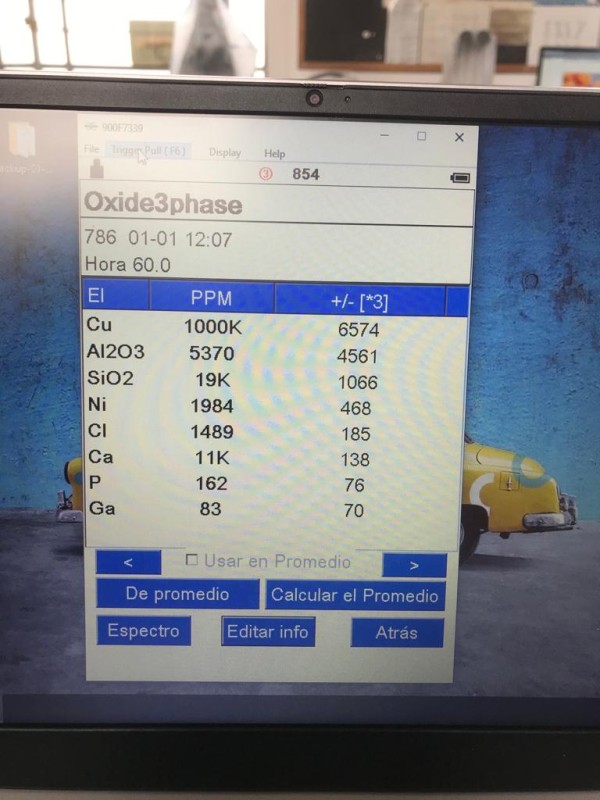 900F7339
File Trigger Pull ( F6 ) Display Help
3 854
Oxide3phase
786 01-01 12:07
Hora 60.0
El PPM +/- [*3]
Cu 1000K 6574
Al2O3 5370 4561
SiO2 19K 1066
Ni 1984 468
Cl 1489 185
Ca 11K 138
P 162 76
Ga 83 70
< Usar en Promedio >
De promedio Calcular el Promedio
Espectro Editar info Atrás